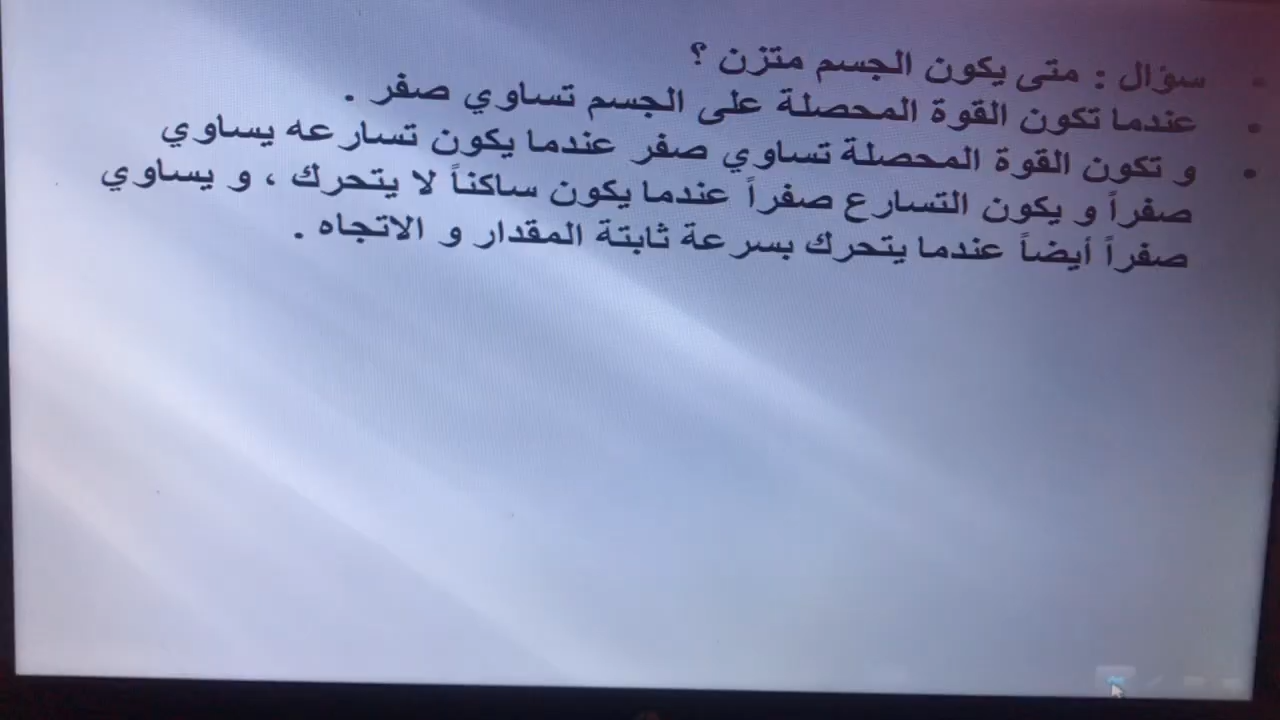 - سؤال : متى يكون الجسم متزن ؟
• عندما تكون القوة المحصلة على الجسم تساوي صفر .
• و تكون القوة المحصلة تساوي صفر عندما يكون تسارعه يساوي
صفراً و يكون التسارع صفراً عندما يكون ساكناً لا يتحرك ، و يساوي
صفراً أيضاً عندما يتحرك بسرعة ثابتة المقدار و الاتجاه .